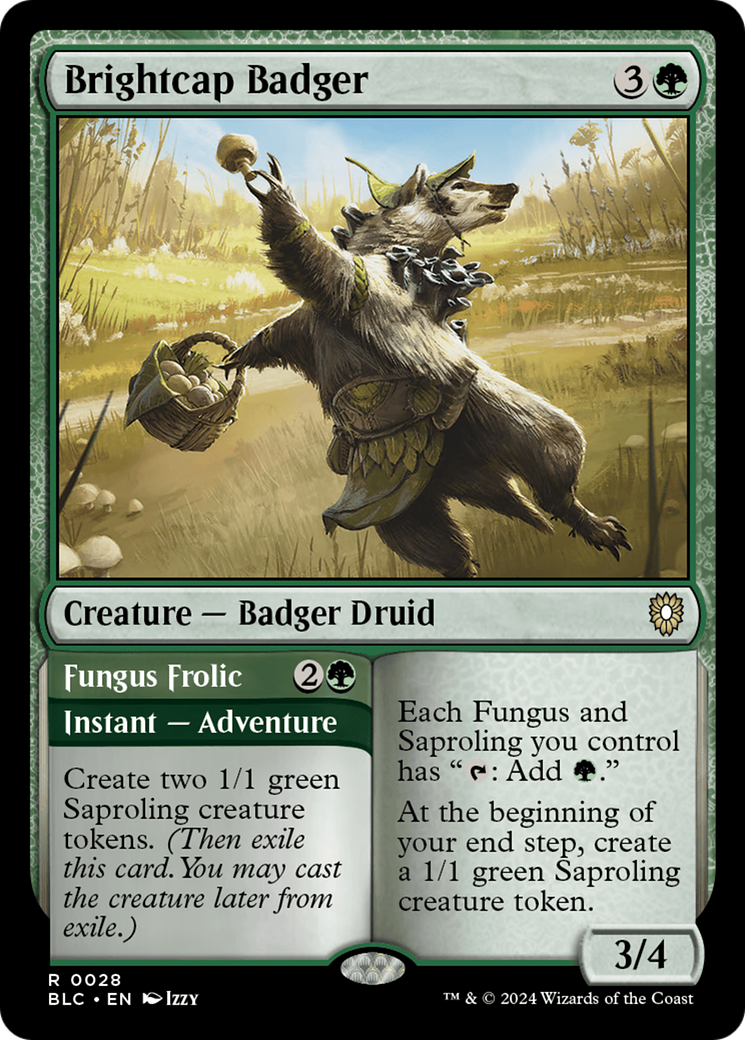 Brightcap Badger 3
Creature — Badger Druid
Fungus Frolic 2
Instant — Adventure
Create two 1/1 green
Saproling creature
tokens. (Then exile
this card. You may cast
the creature later from
exile.)
Each Fungus and
Saproling you control
has “ : Add .”
At the beginning of
your end step, create
a 1/1 green Saproling
creature token.
3/4
R 0028
BLC • EN Izzy
™ & © 2024 Wizards of the Coast